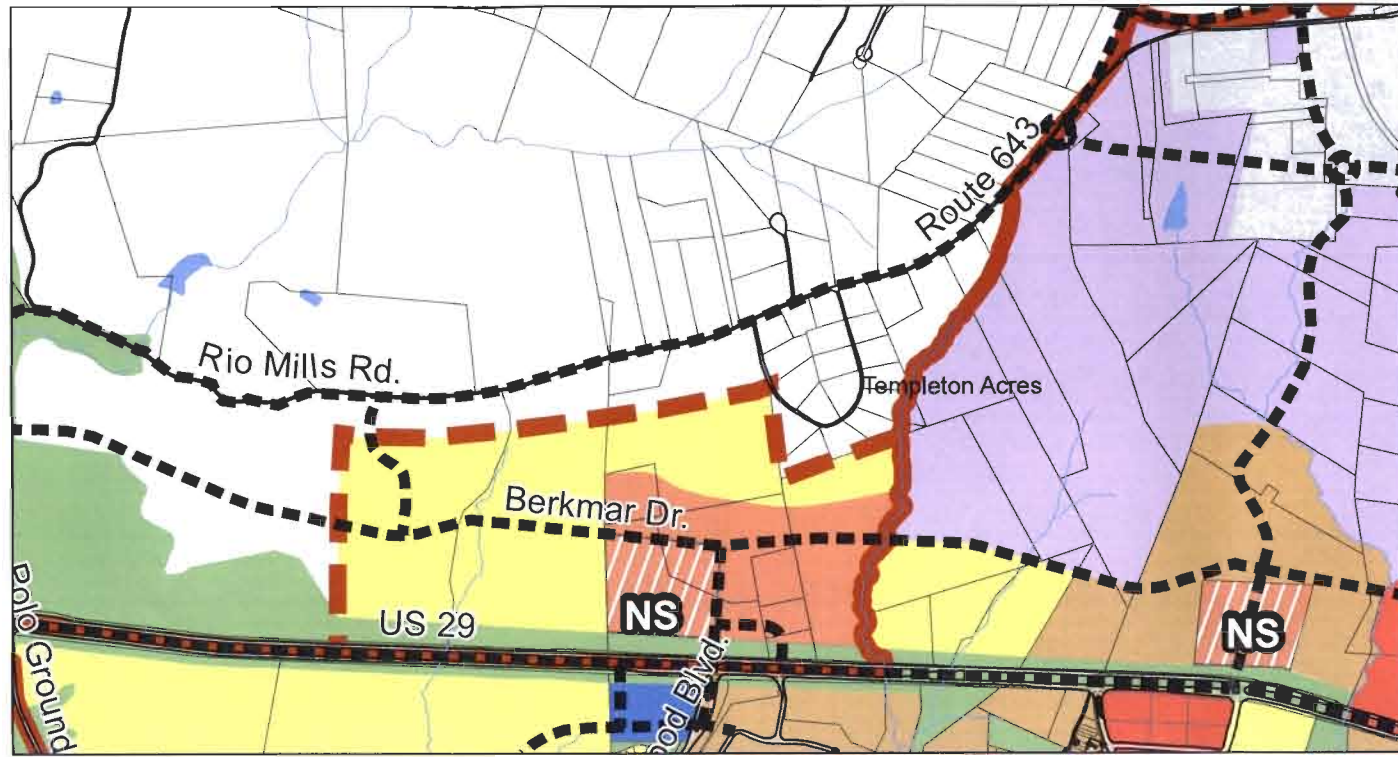 Route 643
Rio Mills Rd.
Templeton Acres
Berkmar Dr.
NS
US 29
NS
Polo Ground
ood Blvd.